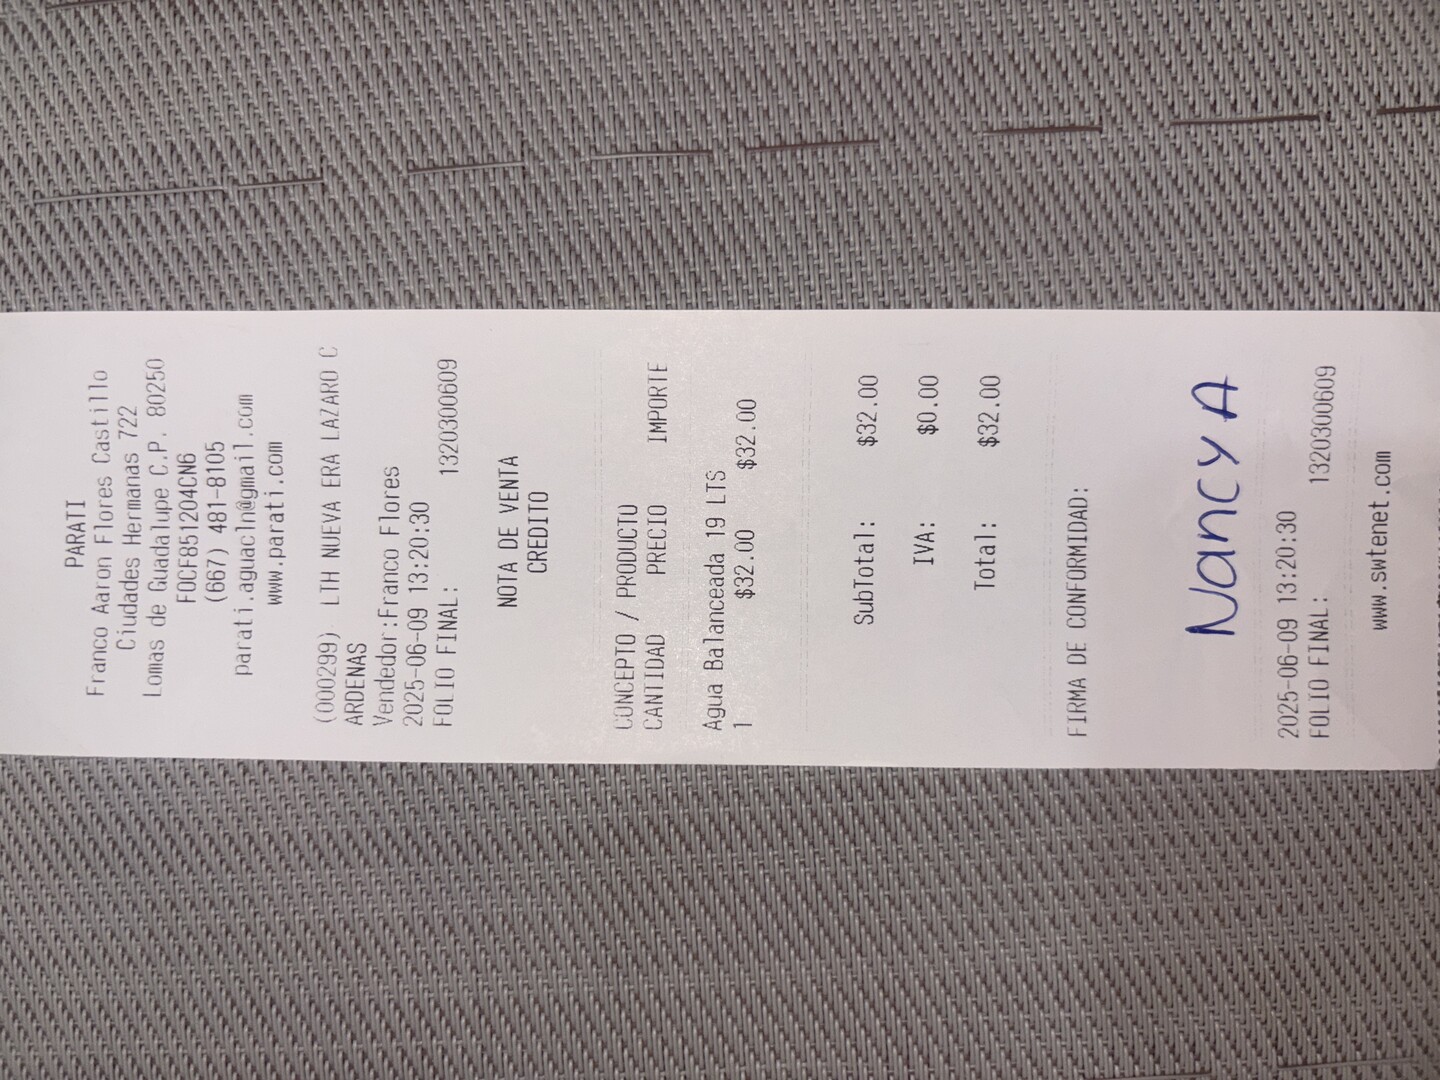 PARATI
Franco Aaron Flores Castillo
Ciudades Hermanas 722
Lomas de Guadalupe C.P. 80250
FOCF851204CN6
(667) 481-8105
parati.aguacln@gmail.com
www.parati.com
(000299) LTH NUEVA ERA LAZARO C
ARDENAS
Vendedor:Franco Flores
2025-06-09 13:20:30
FOLIO FINAL: 1320300609
NOTA DE VENTA
CREDITO
CONCEPTO / PRODUCTO
CANTIDAD PRECIO IMPORTE
Agua Balanceada 19 LTS
1 $32.00 $32.00
SubTotal: $32.00
IVA: $0.00
Total: $32.00
FIRMA DE CONFORMIDAD:
Nancy A
2025-06-09 13:20:30
FOLIO FINAL: 1320300609
www.swtenet.com